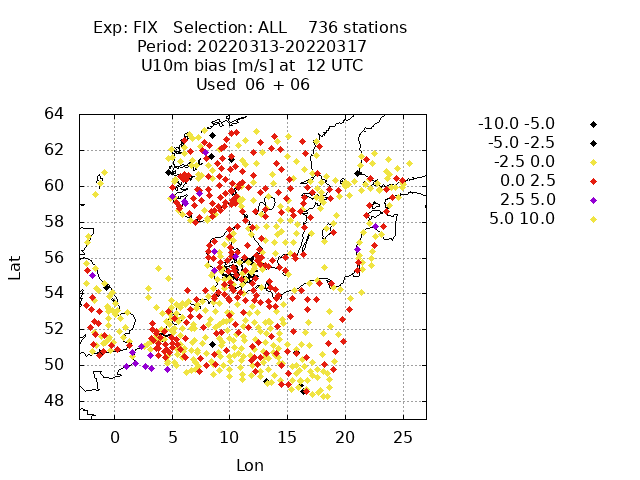 Exp: FIX   Selection: ALL    736 stations
Period: 20220313-20220317
U10m bias [m/s] at  12 UTC
Used  06 + 06
-10.0 -5.0
-5.0 -2.5
-2.5 0.0
0.0 2.5
2.5 5.0
5.0 10.0
64
62
60
58
56
54
52
50
48
Lat
0 5 10 15 20 25
Lon